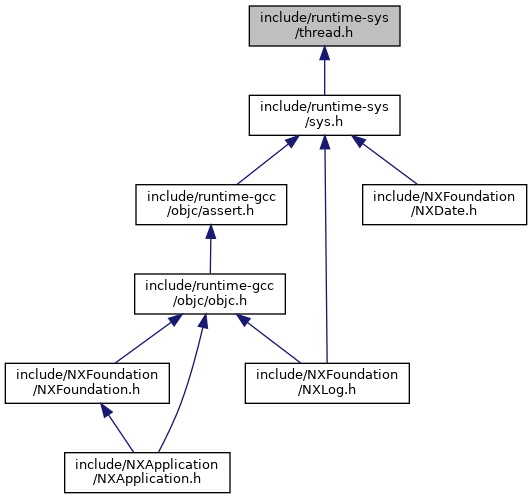 include/runtime-sys
/thread.h
include/runtime-sys
/sys.h
include/runtime-gcc
/objc/assert.h
include/NXFoundation
/NXDate.h
include/runtime-gcc
/objc/objc.h
include/NXFoundation
/NXFoundation.h
include/NXFoundation
/NXLog.h
include/NXApplication
/NXApplication.h